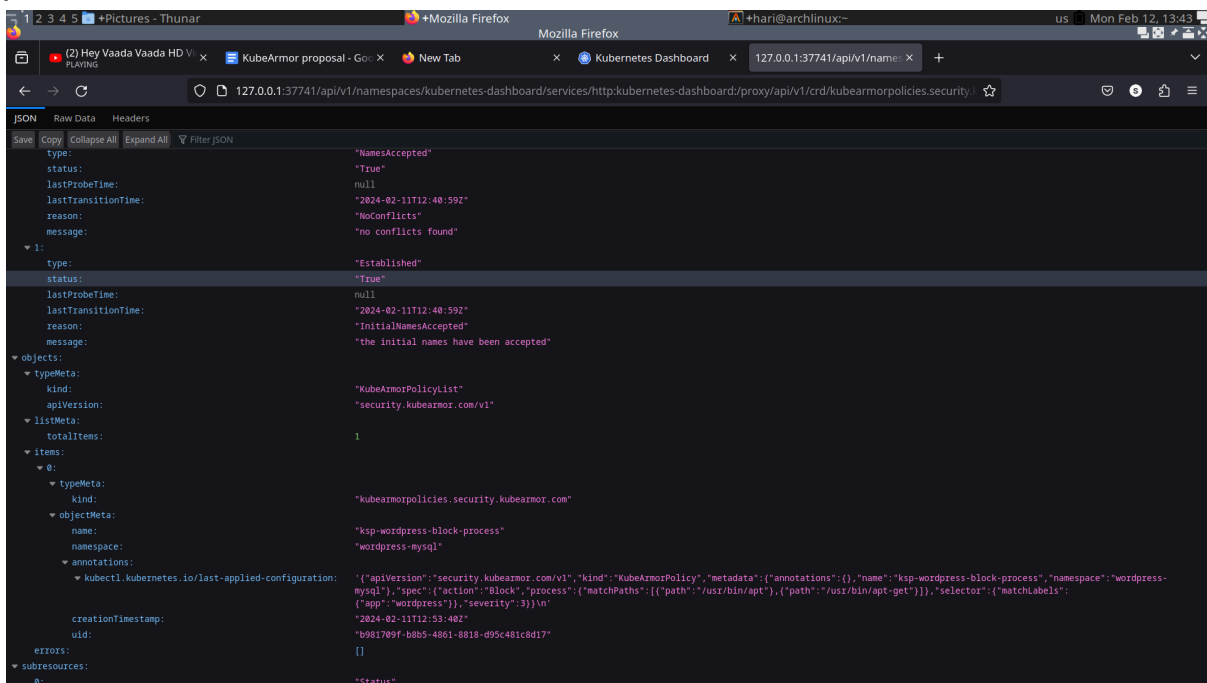 1 2 3 4 5 +Pictures - Thunar +Mozilla Firefox +hari@archlinux:~ us Mon Feb 12, 13:43
Mozilla Firefox
(2) Hey Vaada Vaada HD Vi KubeArmor proposal - Goo New Tab Kubernetes Dashboard 127.0.0.1:37741/api/v1/names
PLAYING
127.0.0.1:37741/api/v1/namespaces/kubernetes-dashboard/services/http:kubernetes-dashboard:/proxy/api/v1/crd/kubearmorpolicies.security. S
JSON Raw Data Headers
Save Copy Collapse All Expand All Filter JSON
type: "NamesAccepted"
status: "True"
lastProbeTime: null
lastTransitionTime: "2024-02-11T12:40:59Z"
reason: "NoConflicts"
message: "no conflicts found"
1:
type: "Established"
status: "True"
lastProbeTime: null
lastTransitionTime: "2024-02-11T12:40:59Z"
reason: "InitialNamesAccepted"
message: "the initial names have been accepted"
objects:
typeMeta:
kind: "KubeArmorPolicyList"
apiVersion: "security.kubearmor.com/v1"
listMeta:
totalItems: 1
items:
0:
typeMeta:
kind: "kubearmorpolicies.security.kubearmor.com"
objectMeta:
name: "ksp-wordpress-block-process"
namespace: "wordpress-mysql"
annotations:
kubectl.kubernetes.io/last-applied-configuration: '{"apiVersion":"security.kubearmor.com/v1","kind":"KubeArmorPolicy","metadata":{"annotations":{},"name":"ksp-wordpress-block-process","namespace":"wordpress-
mysql"},"spec":{"action":"Block","process":{"matchPaths":[{"path":"/usr/bin/apt"},{"path":"/usr/bin/apt-get"}]},"selector":{"matchLabels":
{"app":"wordpress"}},"severity":3}}\n'
creationTimestamp: "2024-02-11T12:53:40Z"
uid: "b981709f-b8b5-4861-8818-d95c481c8d17"
errors: []
subresources:
0: "Status"